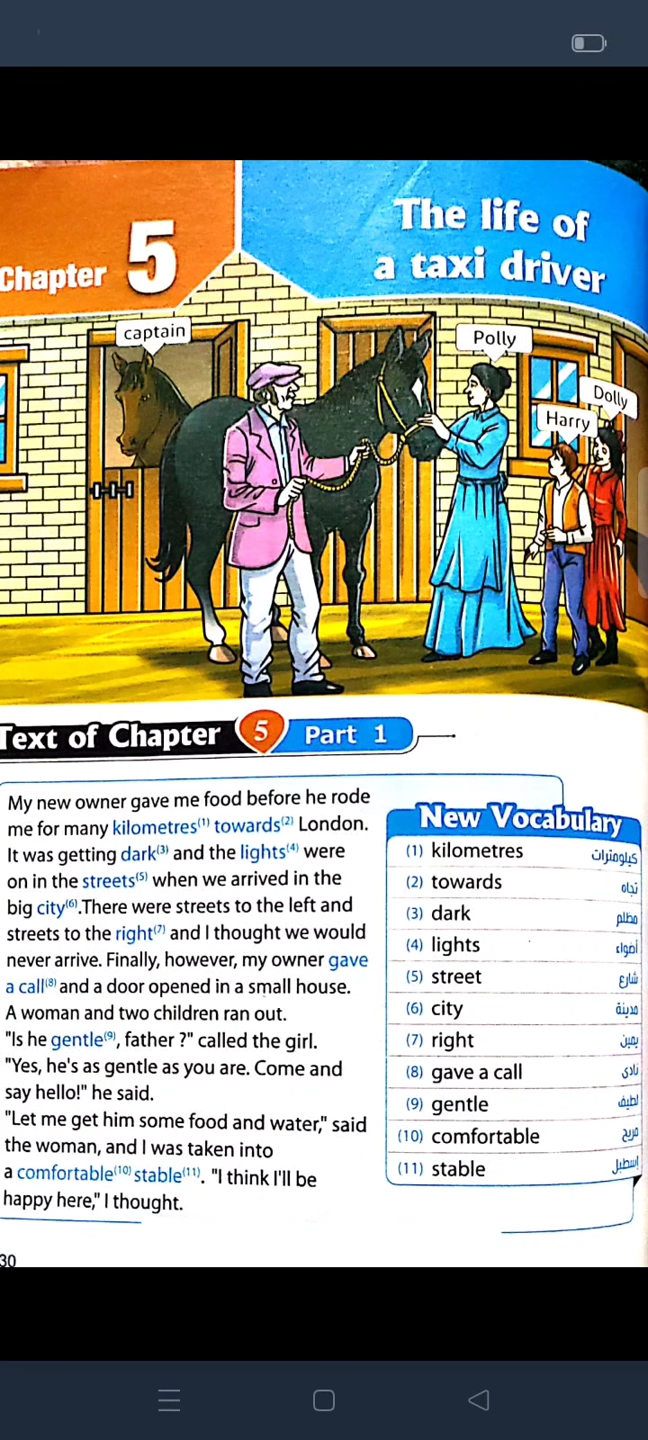 Chapter 5
The life of
a taxi driver
captain
Polly
Dolly
Harry
Text of Chapter 5 Part 1
My new owner gave me food before he rode
me for many kilometres(1) towards(2) London.
It was getting dark(3) and the lights(4) were
on in the streets(5) when we arrived in the
big city(6).There were streets to the left and
streets to the right(7) and I thought we would
never arrive. Finally, however, my owner gave
a call(8) and a door opened in a small house.
A woman and two children ran out.
"Is he gentle(9), father ?" called the girl.
"Yes, he's as gentle as you are. Come and
say hello!" he said.
"Let me get him some food and water," said
the woman, and I was taken into
a comfortable(10) stable(11). "I think I'll be
happy here," I thought.
New Vocabulary
(1) kilometres كيلومترات
(2) towards تجاه
(3) dark مظلم
(4) lights أضواء
(5) street شارع
(6) city مدينة
(7) right يمين
(8) gave a call نادى
(9) gentle لطيف
(10) comfortable مريح
(11) stable إسطبل
30